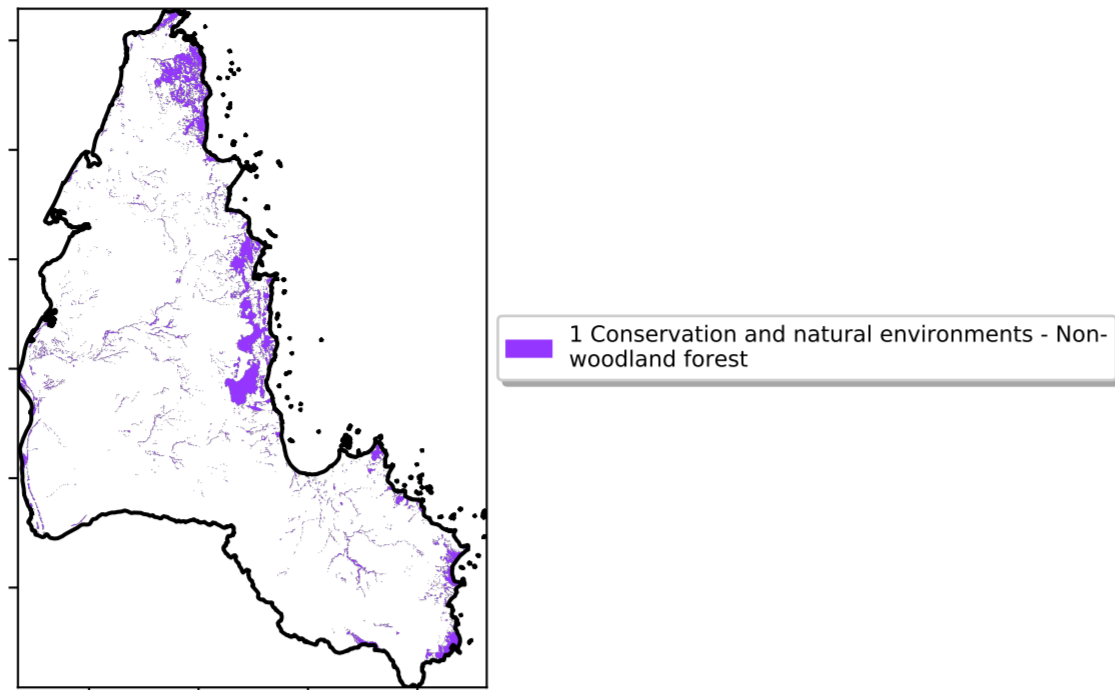 1 Conservation and natural environments - Non-
woodland forest